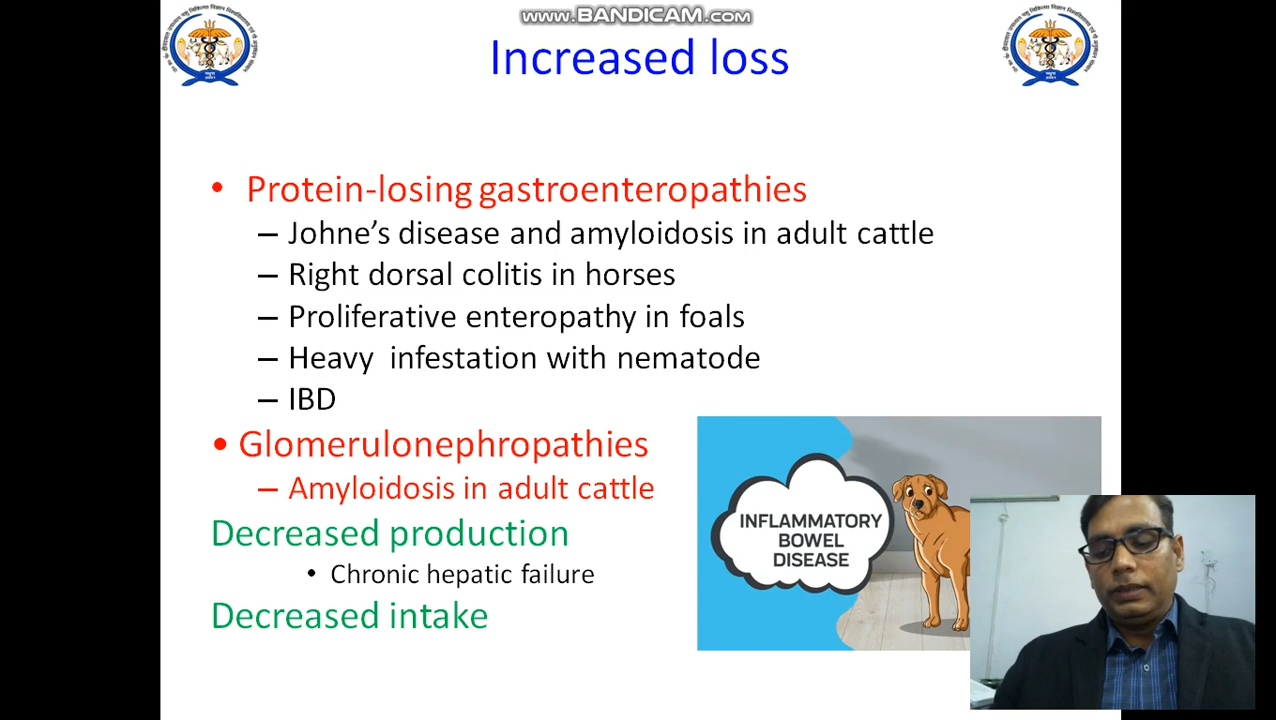 www.BANDICAM.com
Increased loss
• Protein-losing gastroenteropathies
– Johne’s disease and amyloidosis in adult cattle
– Right dorsal colitis in horses
– Proliferative enteropathy in foals
– Heavy infestation with nematode
– IBD
• Glomerulonephropathies
– Amyloidosis in adult cattle
Decreased production
• Chronic hepatic failure
Decreased intake
INFLAMMATORY
BOWEL
DISEASE